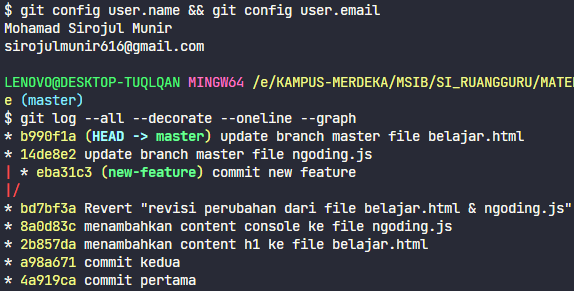 $ git config user.name && git config user.email
Mohamad Sirojul Munir
sirojulmunir616@gmail.com
LENOVO@DESKTOP-TUQLQAN MINGW64 /e/KAMPUS-MERDEKA/MSIB/SI_RUANGGURU/MATE
e (master)
$ git log --all --decorate --oneline --graph
* b990f1a (HEAD -> master) update branch master file belajar.html
* 14de8e2 update branch master file ngoding.js
| * eba31c3 (new-feature) commit new feature
|/
* bd7bf3a Revert "revisi perubahan dari file belajar.html & ngoding.js"
* 8a0d83c menambahkan content console ke file ngoding.js
* 2b857da menambahkan content h1 ke file belajar.html
* a98a671 commit kedua
* 4a919ca commit pertama